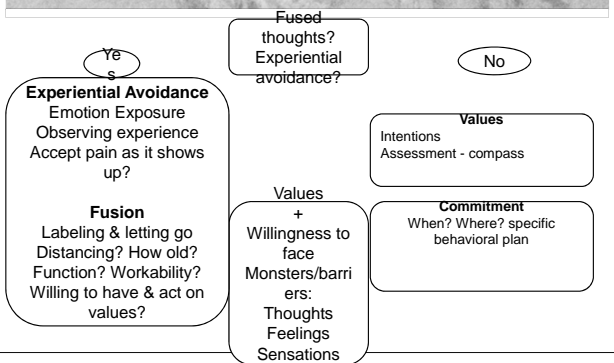 Fused
thoughts?
Experiential
avoidance?
Ye
s
No
Experiential Avoidance
Emotion Exposure
Observing experience
Accept pain as it shows
up?
Fusion
Labeling & letting go
Distancing? How old?
Function? Workability?
Willing to have & act on
values?
Values
+
Willingness to
face
Monsters/barri
ers:
Thoughts
Feelings
Sensations
Values
Intentions
Assessment - compass
Commitment
When? Where? specific
behavioral plan